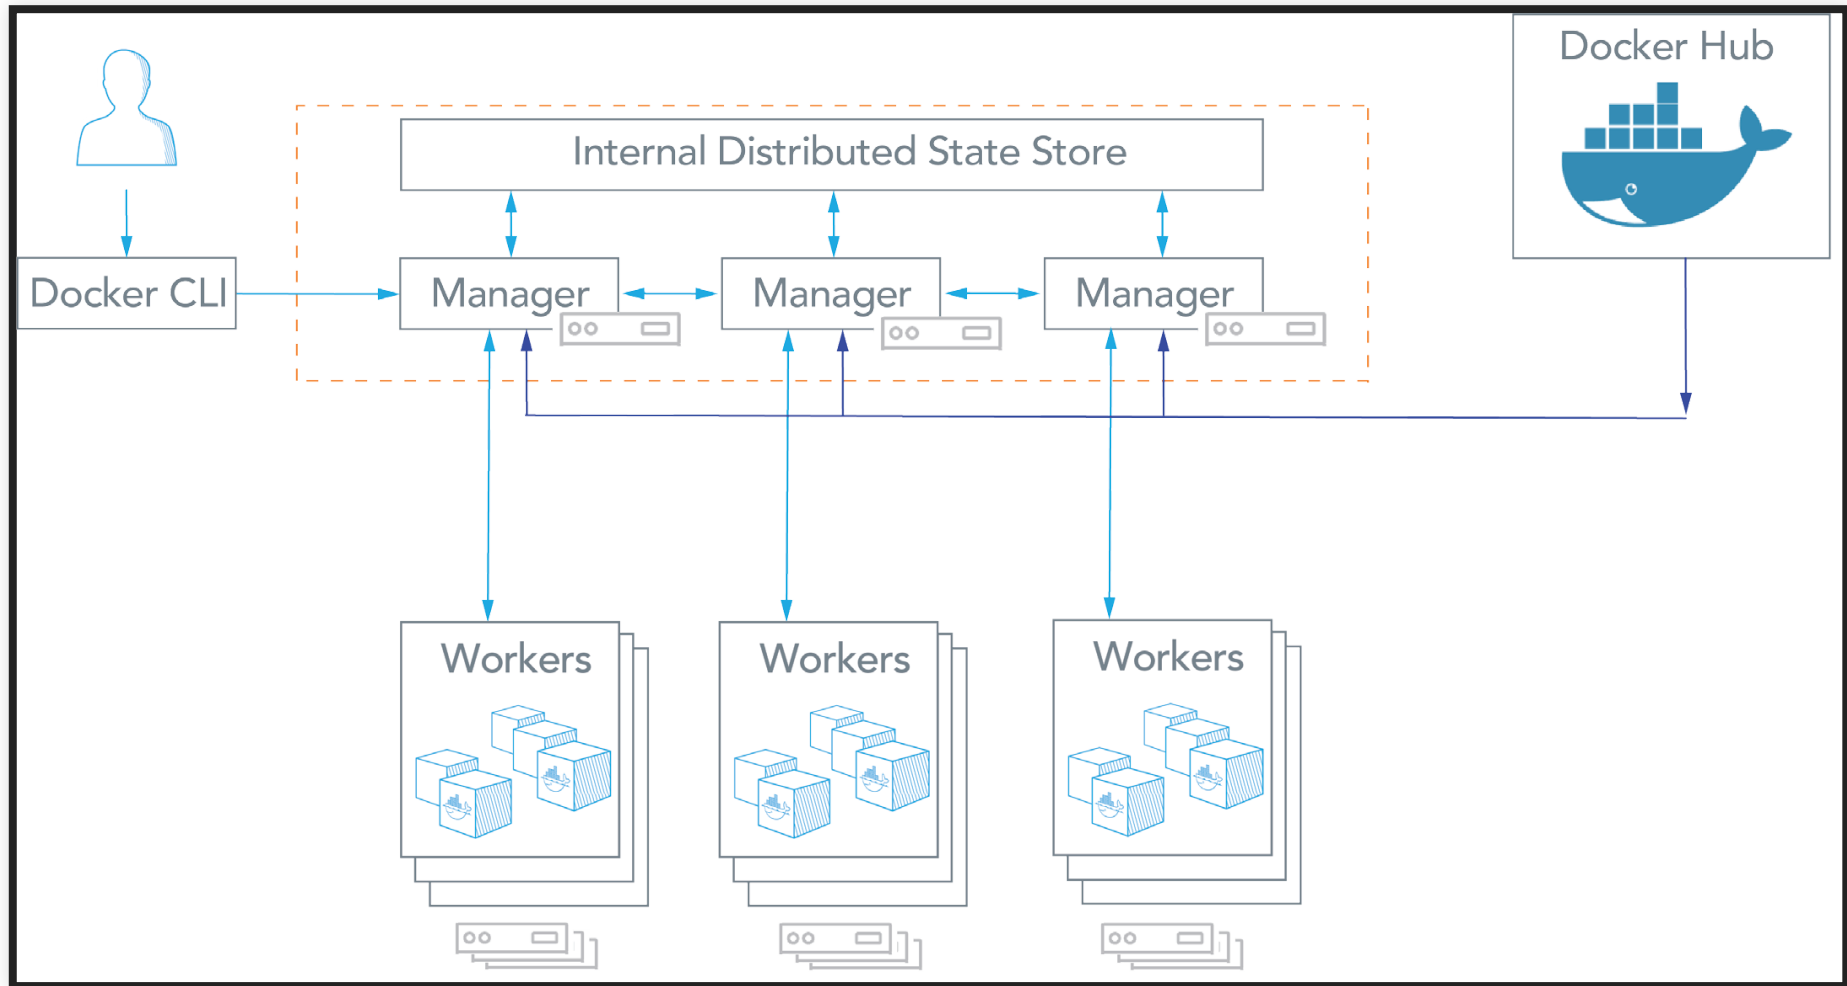 Docker Hub
Internal Distributed State Store
Docker CLI
Manager
Manager
Manager
Workers
Workers
Workers